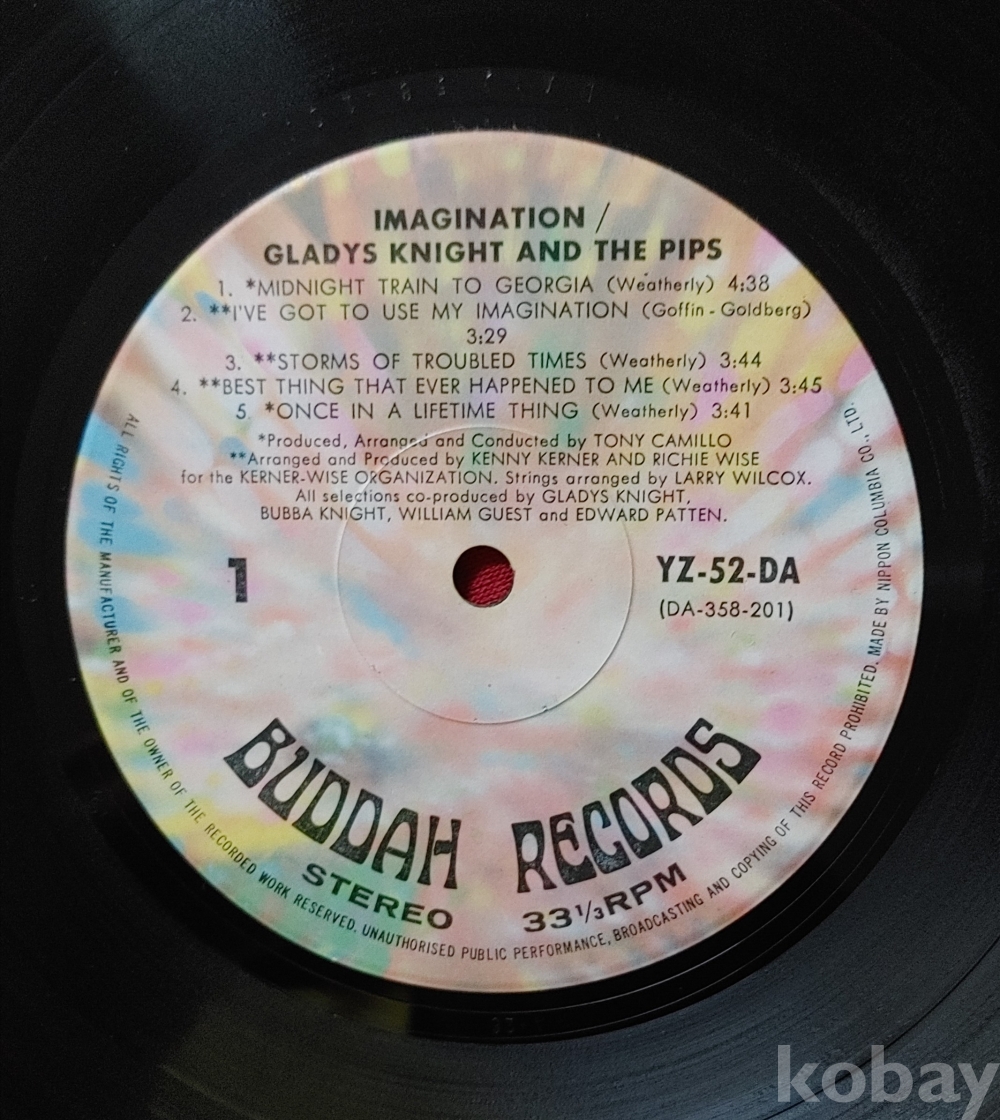 IMAGINATION /
GLADYS KNIGHT AND THE PIPS
1. *MIDNIGHT TRAIN TO GEORGIA (Weatherly) 4:38
2. **I'VE GOT TO USE MY IMAGINATION (Goffin - Goldberg)
3:29
3. **STORMS OF TROUBLED TIMES (Weatherly) 3:44
4. **BEST THING THAT EVER HAPPENED TO ME (Weatherly) 3:45
5. *ONCE IN A LIFETIME THING (Weatherly) 3:41
*Produced, Arranged and Conducted by TONY CAMILLO
**Arranged and Produced by KENNY KERNER AND RICHIE WISE
for the KERNER-WISE ORGANIZATION. Strings arranged by LARRY WILCOX.
All selections co-produced by GLADYS KNIGHT,
BUBBA KNIGHT, WILLIAM GUEST and EDWARD PATTEN.
1
YZ-52-DA
(DA-358-201)
BUDDAH RECORDS
STEREO 33 1/3 RPM
ALL RIGHTS OF THE MANUFACTURER AND OF THE OWNER OF THE RECORDED WORK RESERVED. UNAUTHORISED PUBLIC PERFORMANCE, BROADCASTING AND COPYING OF THIS RECORD PROHIBITED. MADE BY NIPPON COLUMBIA CO., LTD.
kobay